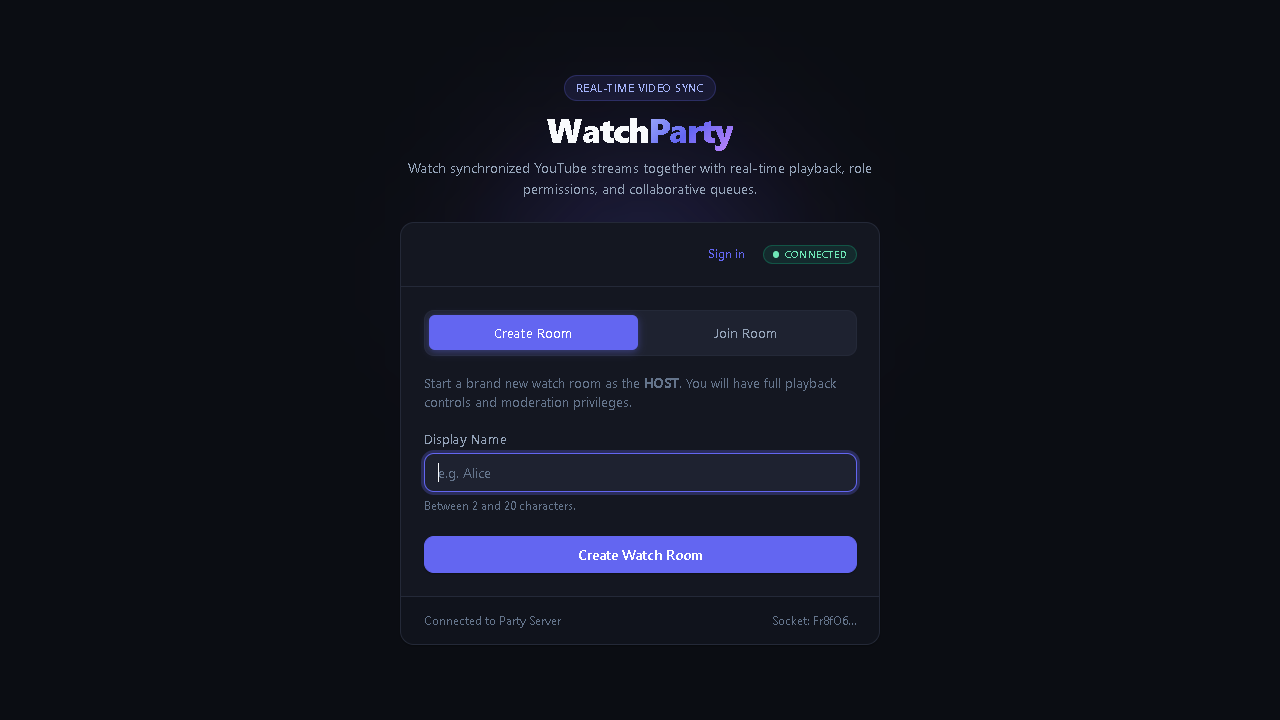 REAL-TIME VIDEO SYNC
WatchParty
Watch synchronized YouTube streams together with real-time playback, role
permissions, and collaborative queues.
Sign in
CONNECTED
Create Room
Join Room
Start a brand new watch room as the HOST. You will have full playback
controls and moderation privileges.
Display Name
e.g. Alice
Between 2 and 20 characters.
Create Watch Room
Connected to Party Server
Socket: Fr8fO6...